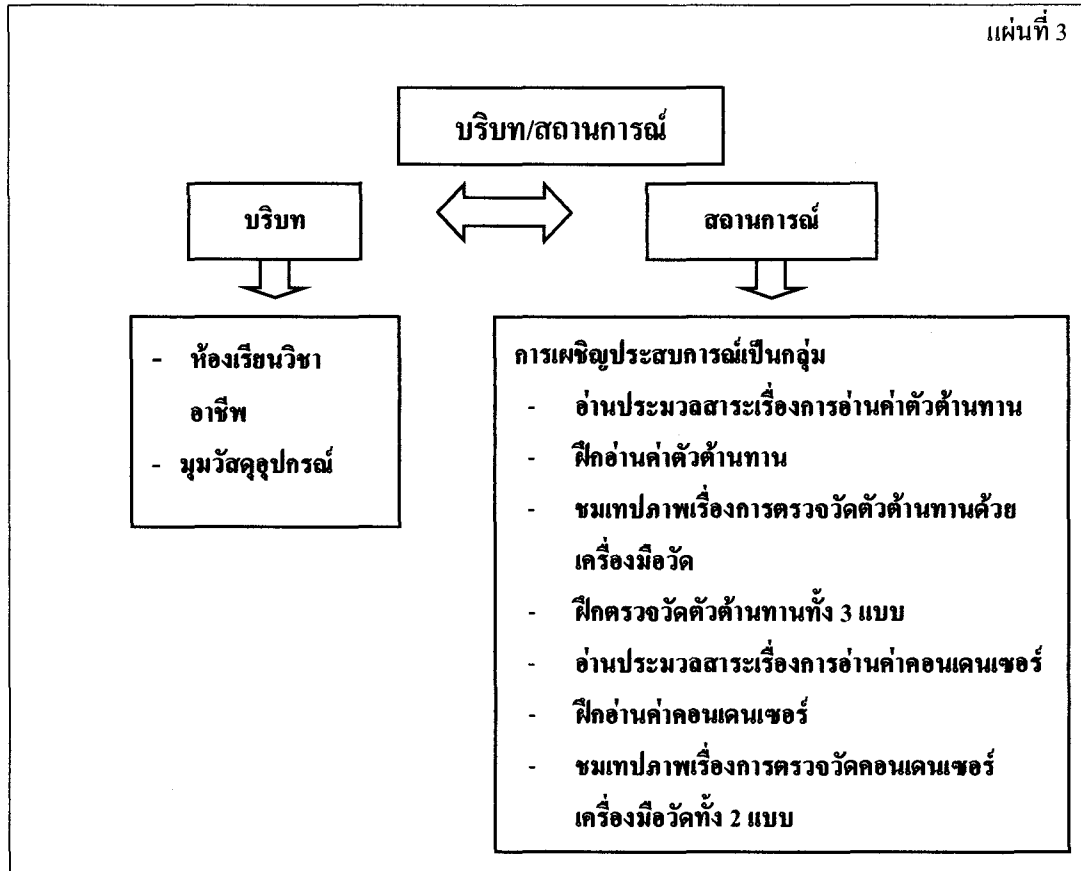 แผ่นที่ 3
บริบท/สถานการณ์
บริบท
สถานการณ์
- ห้องเรียนวิชา
อาชีพ
- มุมวัสดุอุปกรณ์
การเผชิญประสบการณ์เป็นกลุ่ม
- อ่านประมวลสาระเรื่องการอ่านค่าตัวต้านทาน
- ฝึกอ่านค่าตัวต้านทาน
- ชมเทปภาพเรื่องการตรวจวัดตัวต้านทานด้วย
เครื่องมือวัด
- ฝึกตรวจวัดตัวต้านทานทั้ง 3 แบบ
- อ่านประมวลสาระเรื่องการอ่านค่าคอนเดนเซอร์
- ฝึกอ่านค่าคอนเดนเซอร์
- ชมเทปภาพเรื่องการตรวจวัดคอนเดนเซอร์
เครื่องมือวัดทั้ง 2 แบบ